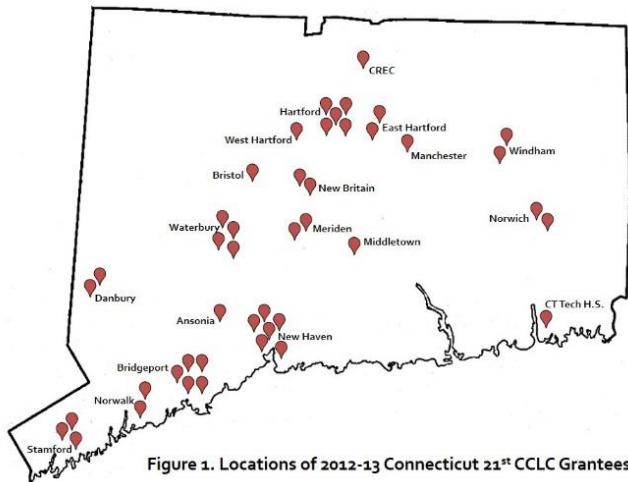 CREC
Hartford
East Hartford
West Hartford
Manchester
Windham
Bristol
New Britain
Norwich
Waterbury
Meriden
Middletown
Danbury
Ansonia
CT Tech H.S.
New Haven
Bridgeport
Norwalk
Stamford
Figure 1. Locations of 2012-13 Connecticut 21st CCLC Grantees